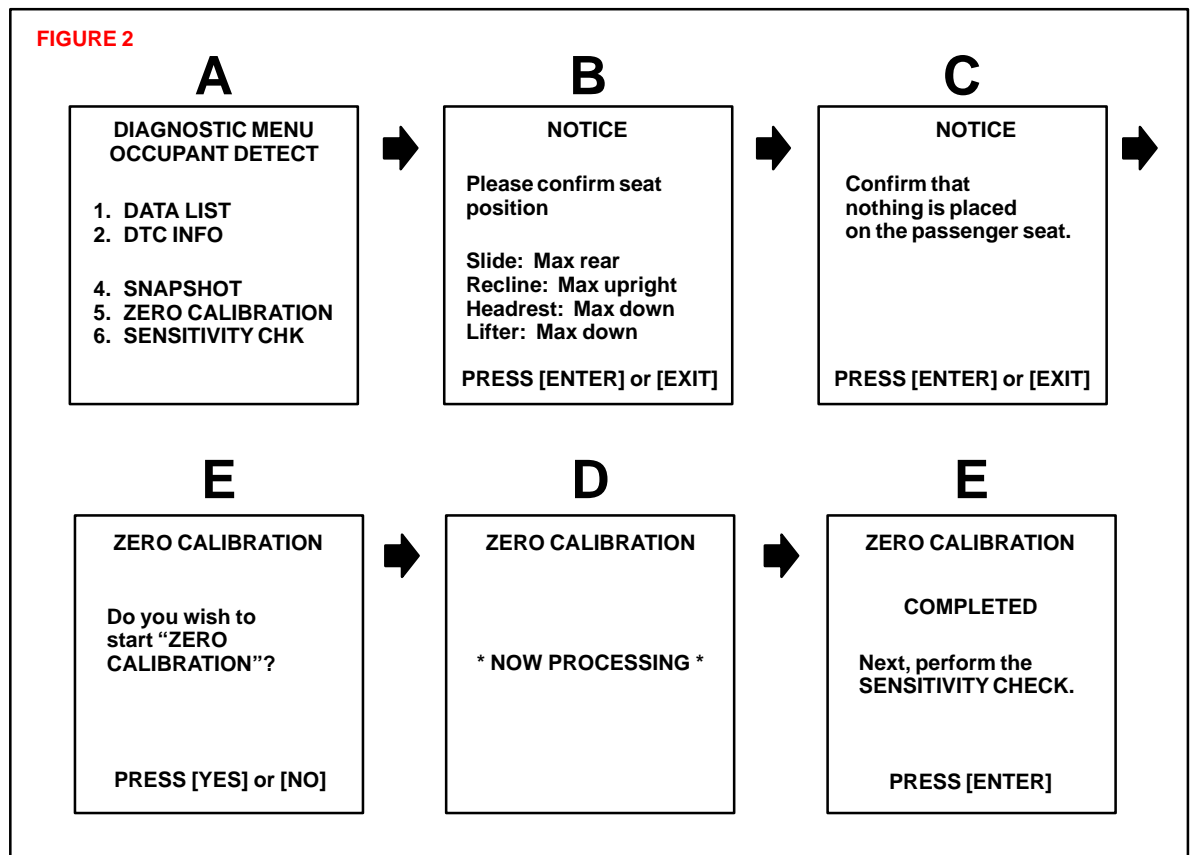 FIGURE 2
A
DIAGNOSTIC MENU
OCCUPANT DETECT
1. DATA LIST
2. DTC INFO
4. SNAPSHOT
5. ZERO CALIBRATION
6. SENSITIVITY CHK
B
NOTICE
Please confirm seat
position
Slide: Max rear
Recline: Max upright
Headrest: Max down
Lifter: Max down
PRESS [ENTER] or [EXIT]
C
NOTICE
Confirm that
nothing is placed
on the passenger seat.
PRESS [ENTER] or [EXIT]
E
ZERO CALIBRATION
Do you wish to
start “ZERO
CALIBRATION”?
PRESS [YES] or [NO]
D
ZERO CALIBRATION
* NOW PROCESSING *
E
ZERO CALIBRATION
COMPLETED
Next, perform the
SENSITIVITY CHECK.
PRESS [ENTER]